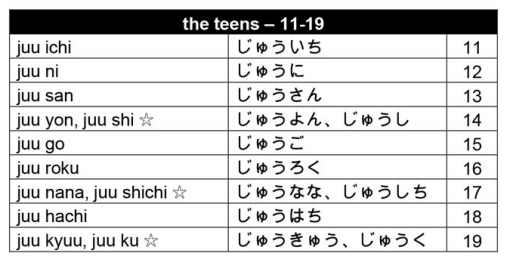 the teens – 11-19
juu ichi じゅういち 11
juu ni じゅうに 12
juu san じゅうさん 13
juu yon, juu shi ☆ じゅうよん、じゅうし 14
juu go じゅうご 15
juu roku じゅうろく 16
juu nana, juu shichi ☆ じゅうなな、じゅうしち 17
juu hachi じゅうはち 18
juu kyuu, juu ku ☆ じゅうきゅう、じゅうく 19